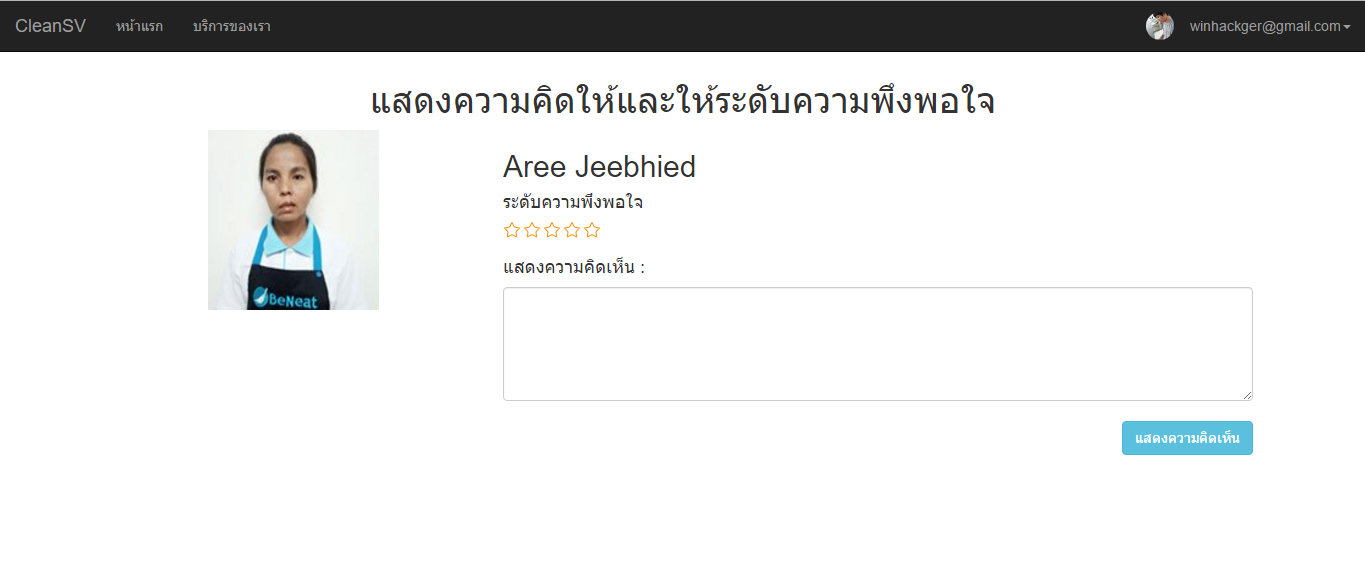 CleanSV หน้าแรก บริการของเรา winhackger@gmail.com
แสดงความคิดให้และให้ระดับความพึงพอใจ
BeNeat
Aree Jeebhied
ระดับความพึงพอใจ
แสดงความคิดเห็น :
แสดงความคิดเห็น